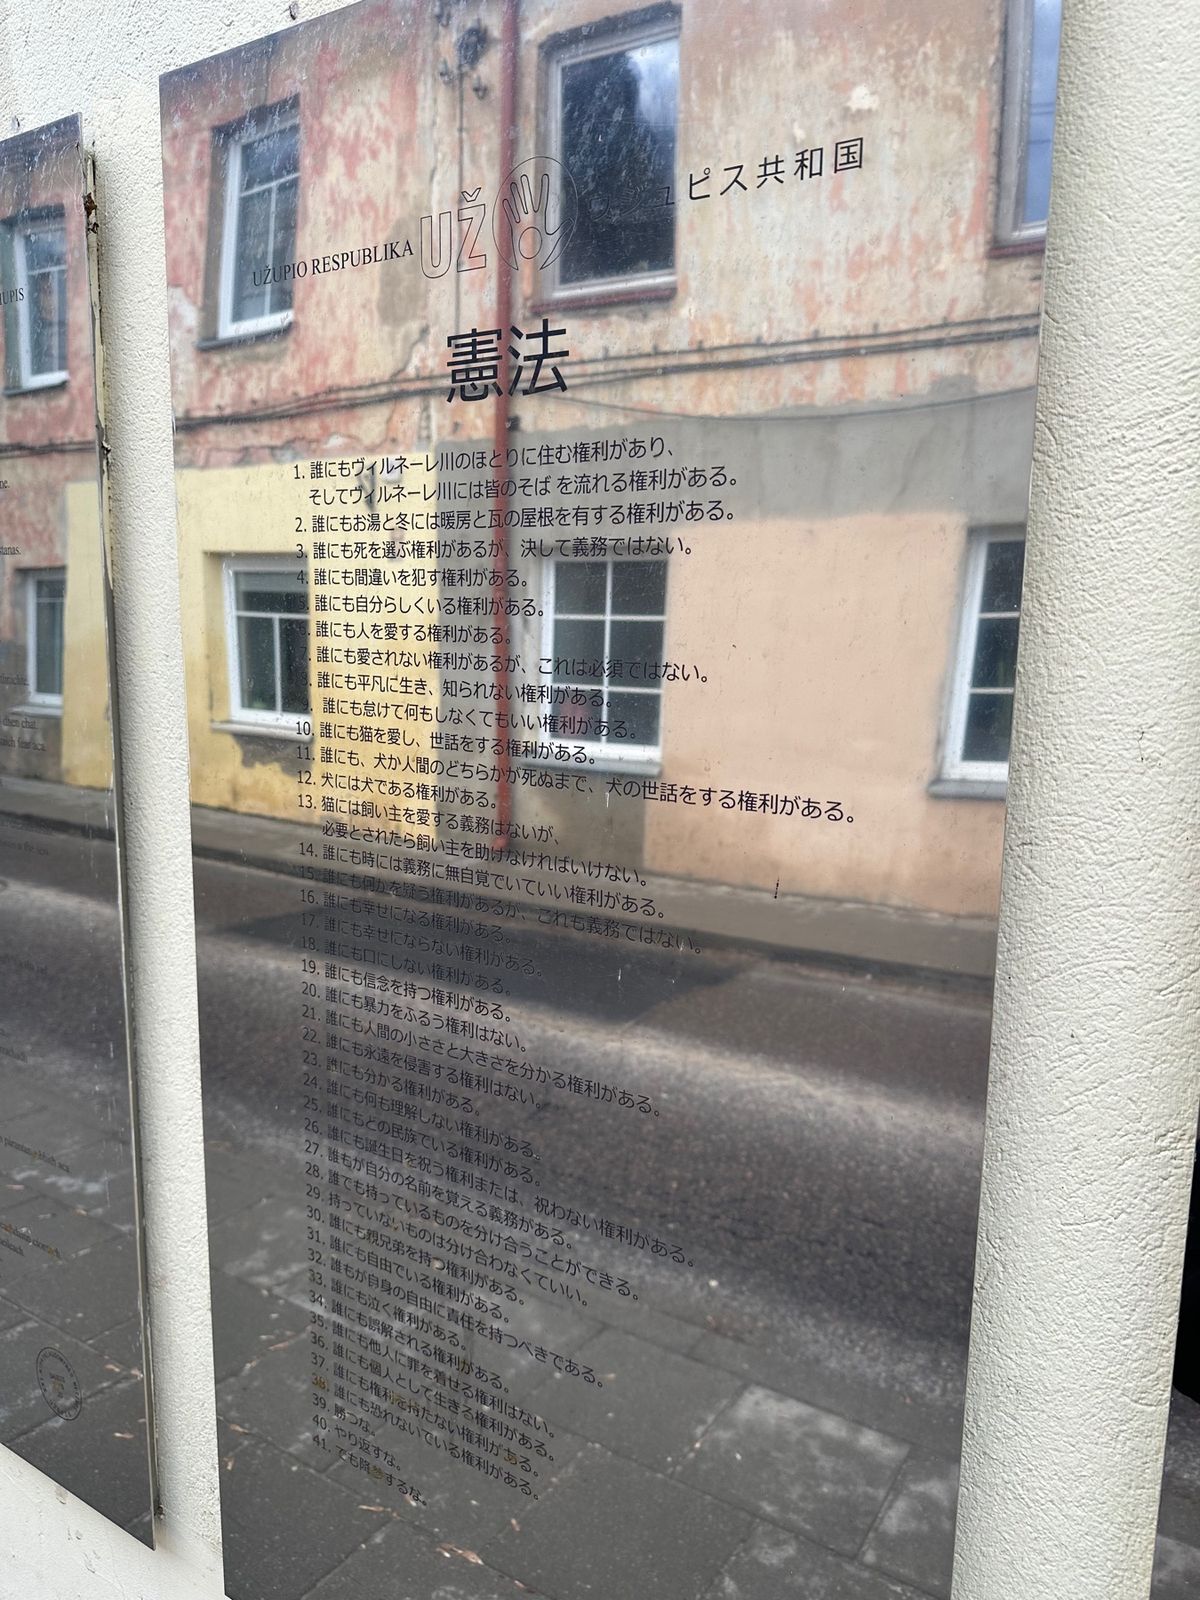 UPIS
ne.
stanas.
UŽUPIO RESPUBLIKA
UŽ
ウジュピス共和国
憲法
1. 誰にもヴィルネーレ川のほとりに住む権利があり、
そしてヴィルネーレ川には皆のそば を流れる権利がある。
2. 誰にもお湯と冬には暖房と瓦の屋根を有する権利がある。
3. 誰にも死を選ぶ権利があるが、決して義務ではない。
4. 誰にも間違いを犯す権利がある。
5. 誰にも自分らしくいる権利がある。
6. 誰にも人を愛する権利がある。
7. 誰にも愛されない権利があるが、これは必須ではない。
8. 誰にも平凡に生き、知られない権利がある。
9. 誰にも怠けて何もしなくてもいい権利がある。
10. 誰にも猫を愛し、世話をする権利がある。
11. 誰にも、犬か人間のどちらかが死ぬまで、犬の世話をする権利がある。
12. 犬には犬である権利がある。
13. 猫には飼い主を愛する義務はないが、
必要とされたら飼い主を助けなければいけない。
14. 誰にも時には義務に無自覚でいていい権利がある。
15. 誰にも何かを疑う権利があるが、これも義務ではない。
16. 誰にも幸せになる権利がある。
17. 誰にも幸せにならない権利がある。
18. 誰にも口にしない権利がある。
19. 誰にも信念を持つ権利がある。
20. 誰にも暴力をふるう権利はない。
21. 誰にも人間の小ささと大きさを分かる権利がある。
22. 誰にも永遠を侵害する権利はない。
23. 誰にも分かる権利がある。
24. 誰にも何も理解しない権利がある。
25. 誰にもどの民族でいる権利がある。
26. 誰にも誕生日を祝う権利または、祝わない権利がある。
27. 誰もが自分の名前を覚える義務がある。
28. 誰でも持っているものを分け合うことができる。
29. 持っていないものは分け合わなくていい。
30. 誰にも親兄弟を持つ権利がある。
31. 誰にも自由でいる権利がある。
32. 誰もが自身の自由に責任を持つべきである。
33. 誰にも泣く権利がある。
34. 誰にも誤解される権利がある。
35. 誰にも他人に罪を着せる権利はない。
36. 誰にも個人として生きる権利がある。
37. 誰にも権利を持たない権利がある。
38. 誰にも恐れないでいる権利がある。
39. 勝つな。
40. やり返すな。
41. でも降参するな。